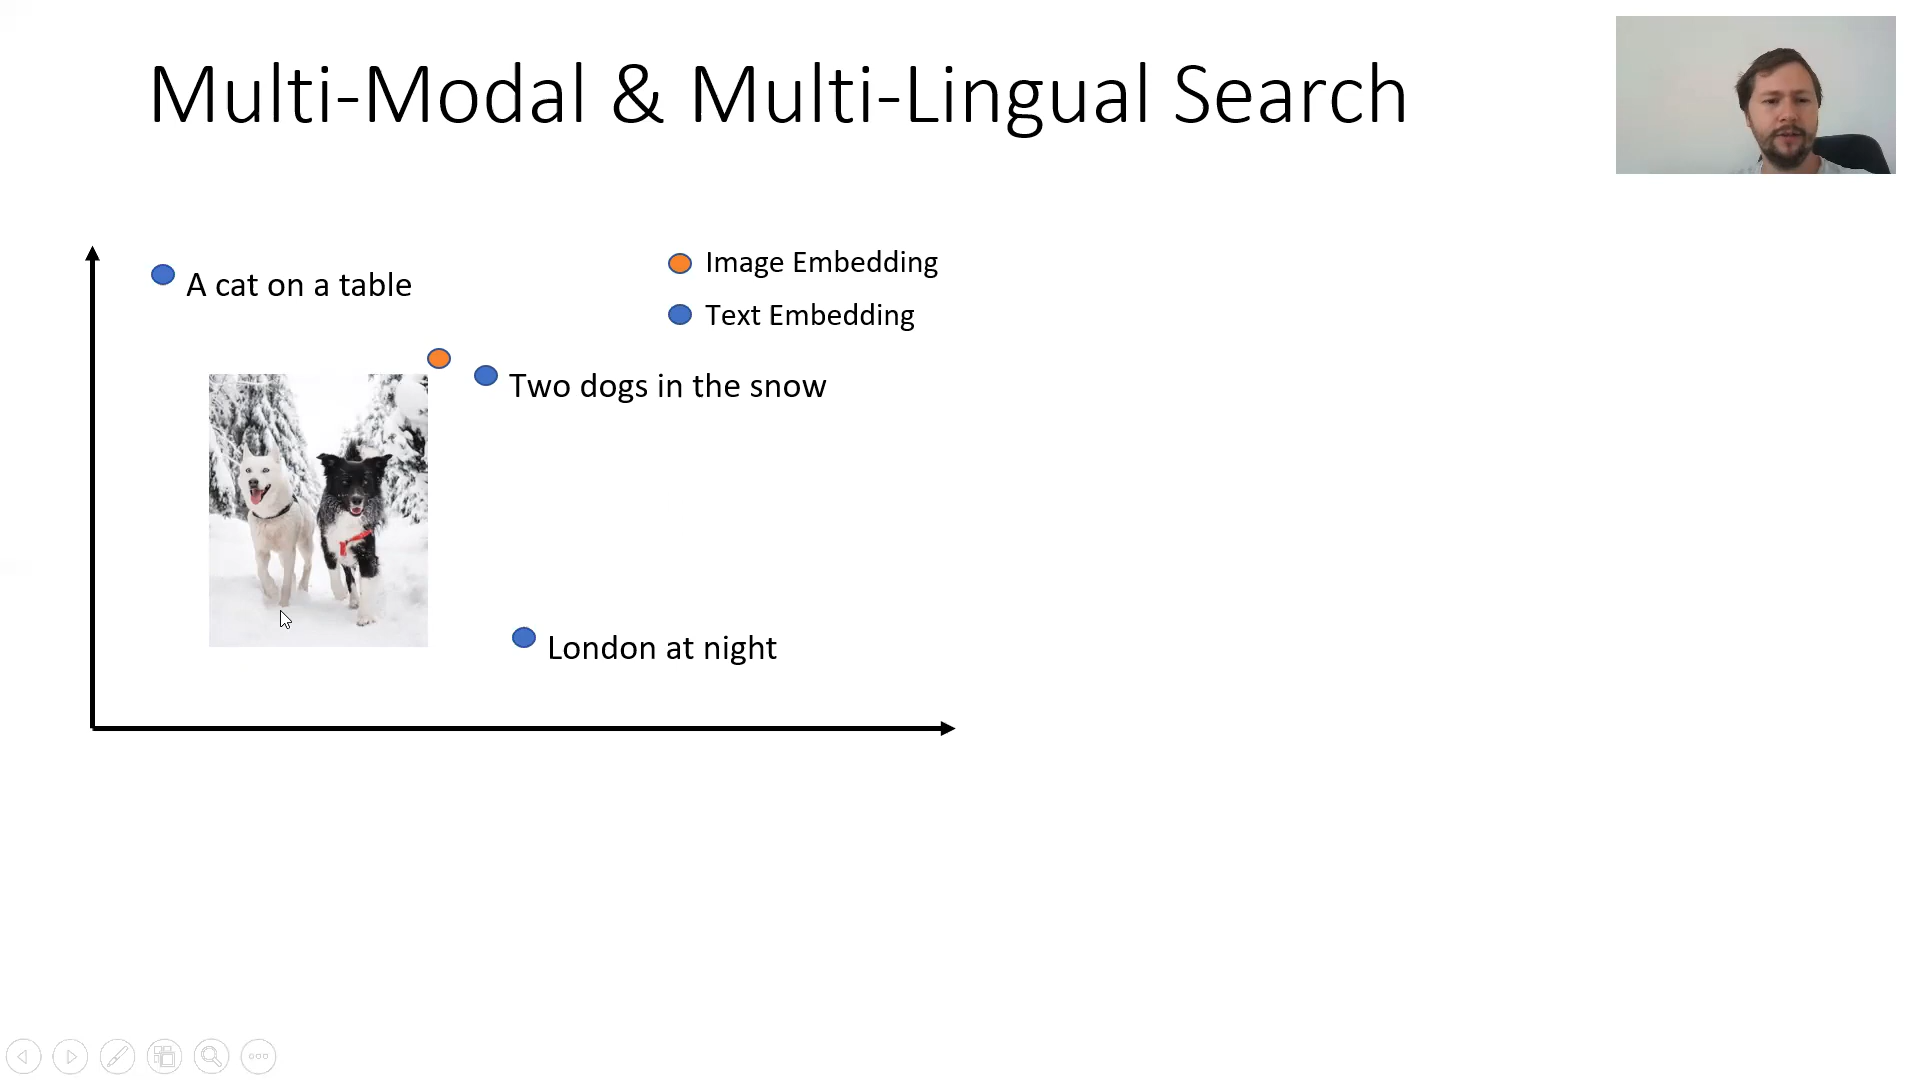 Multi-Modal & Multi-Lingual Search
A cat on a table
Image Embedding
Text Embedding
Two dogs in the snow
London at night